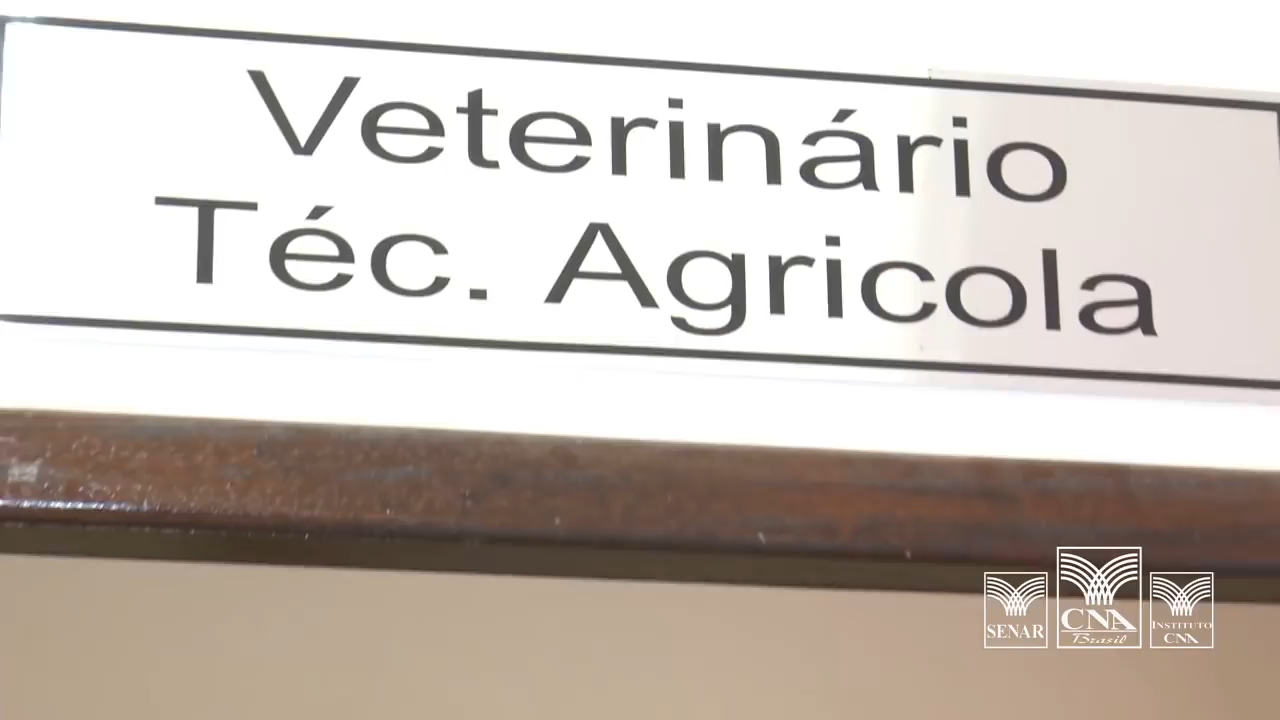 Veterinário
Téc. Agricola
SENAR
CNA
Brasil
INSTITUTO
CNA